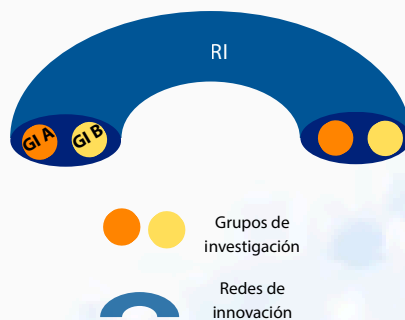 RI
GI A
GI B
Grupos de
investigación
Redes de
innovación